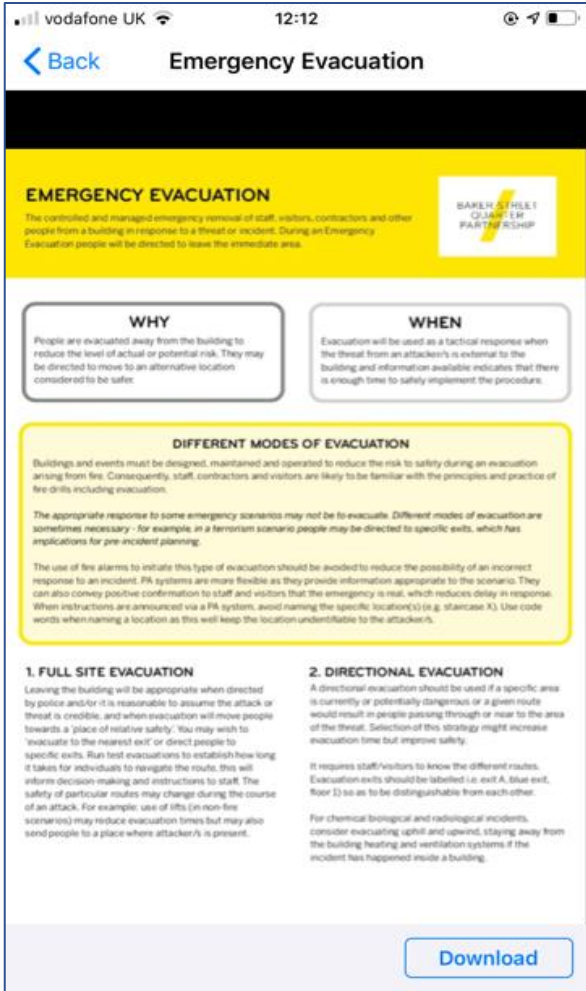 vodafone UK
12:12
Back
Emergency Evacuation
EMERGENCY EVACUATION
The controlled and managed emergency removal of staff, visitors, contractors and other
people from a building in response to a threat or incident. During an Emergency
Evacuation people will be directed to leave the immediate area.
BAKER STREET
QUARTER
PARTNERSHIP
WHY
People are evacuated away from the building to
reduce the level of actual or potential risk. They may
be directed to move to an alternative location
considered to be safer.
WHEN
Evacuation will be used as a tactical response when
the threat from an attacker/s is external to the
building and information available indicates that there
is enough time to safely implement the procedure.
DIFFERENT MODES OF EVACUATION
Buildings and events must be designed, maintained and operated to reduce the risk to safety during an evacuation
arising from fire. Consequently, staff, contractors and visitors are likely to be familiar with the principles and practice of
fire drills including evacuation.
The appropriate response to some emergency scenarios may not be to evacuate. Different modes of evacuation are
sometimes necessary - for example, in a terrorism scenario people may be directed to specific exits, which has
implications for pre-incident planning.
The use of fire alarms to initiate this type of evacuation should be avoided to reduce the possibility of an incorrect
response to an incident. PA systems are more flexible as they provide information appropriate to the scenario. They
can also convey positive confirmation to staff and visitors that the emergency is real, which reduces delay in response.
When instructions are announced via a PA system, avoid naming the specific location(s) (e.g. staircase X). Use code
words when naming a location as this well keep the location undentifiable to the attacker/s.
1. FULL SITE EVACUATION
Leaving the building will be appropriate when directed
by police and/or it is reasonable to assume the attack or
threat is credible, and when evacuation will move people
towards a 'place of relative safety'. You may wish to
'evacuate to the nearest exit' or direct people to
specific exits. Run test evacuations to establish how long
it takes for individuals to navigate the route, this will
inform decision-making and instructions to staff. The
safety of particular routes may change during the course
of an attack. For example: use of lifts (in non-fire
scenarios) may reduce evacuation times but may also
send people to a place where attacker/s is present.
2. DIRECTIONAL EVACUATION
A directional evacuation should be used if a specific area
is currently or potentially dangerous or a given route
would result in people passing through or near to the area
of the threat. Selection of this strategy might increase
evacuation time but improve safety.
It requires staff/visitors to know the different routes.
Evacuation exits should be labelled i.e. exit A, blue exit,
floor 1) so as to be distinguishable from each other.
For chemical biological and radiological incidents,
consider evacuating uphill and upwind, staying away from
the building heating and ventilation systems if the
incident has happened inside a building.
Download